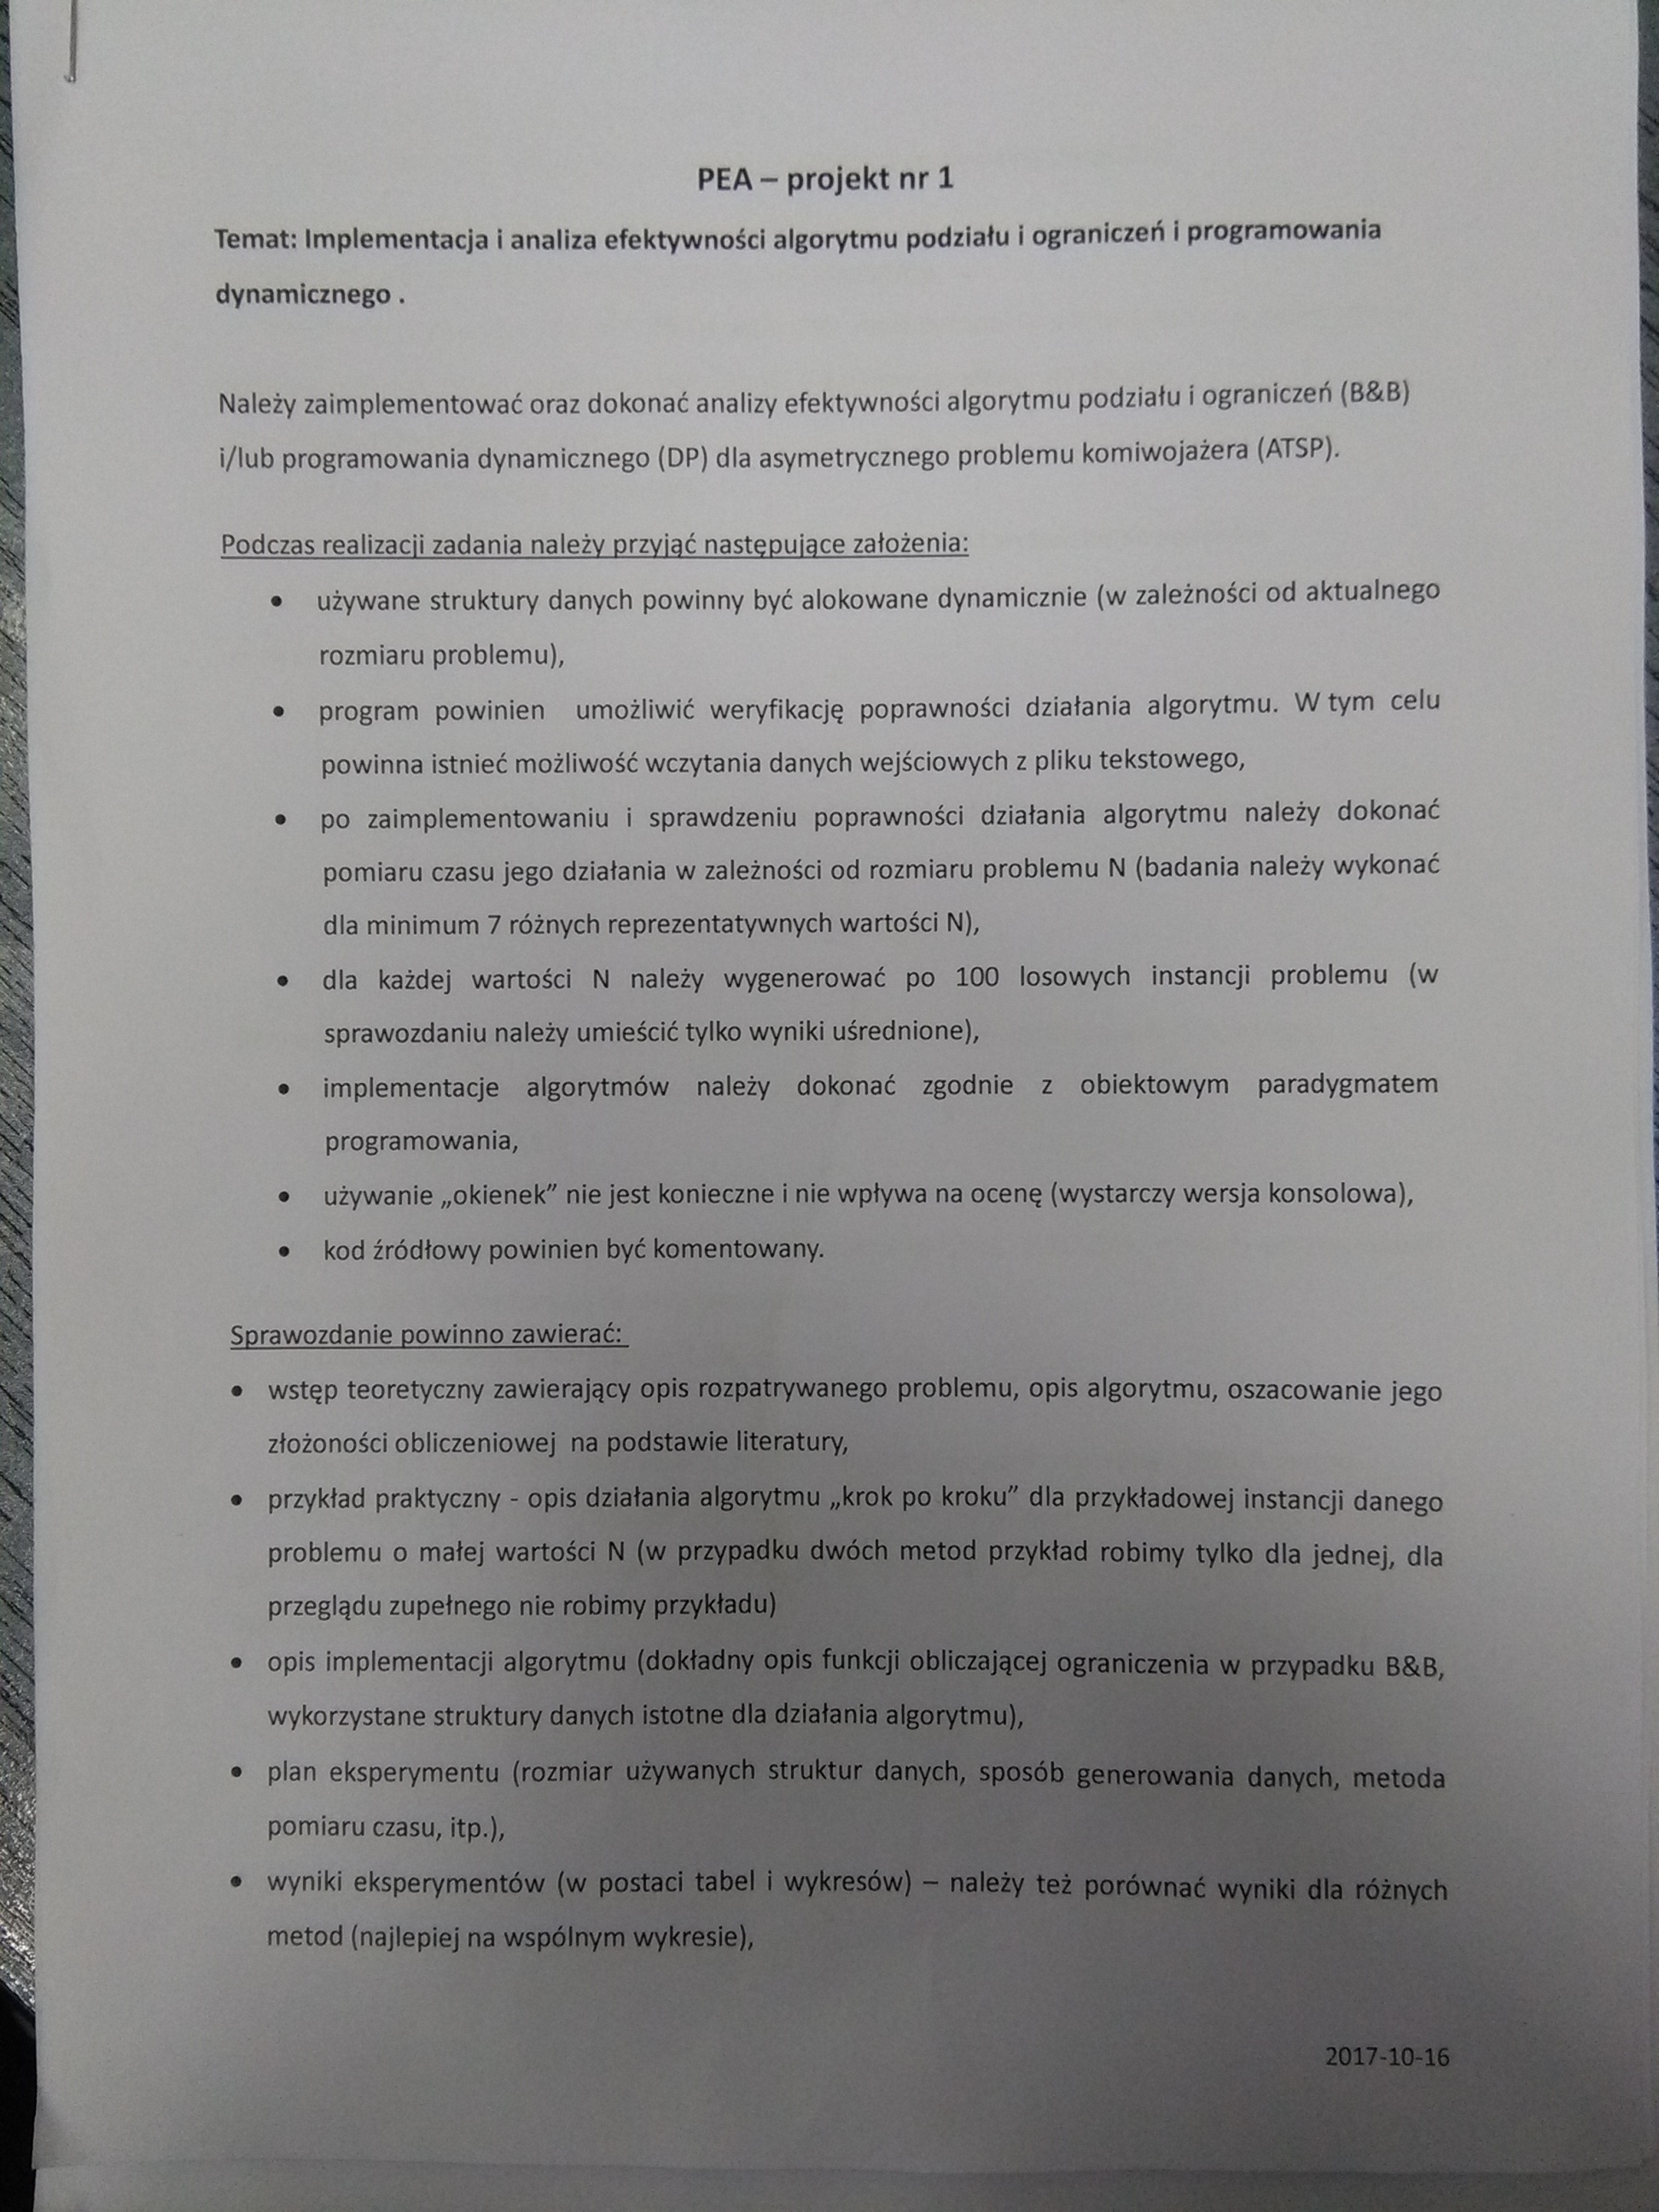 PEA – projekt nr 1
Temat: Implementacja i analiza efektywności algorytmu podziału i ograniczeń i programowania
dynamicznego .
Należy zaimplementować oraz dokonać analizy efektywności algorytmu podziału i ograniczeń (B&B)
i/lub programowania dynamicznego (DP) dla asymetrycznego problemu komiwojażera (ATSP).
Podczas realizacji zadania należy przyjąć następujące założenia:
• używane struktury danych powinny być alokowane dynamicznie (w zależności od aktualnego
rozmiaru problemu),
• program powinien umożliwić weryfikację poprawności działania algorytmu. W tym celu
powinna istnieć możliwość wczytania danych wejściowych z pliku tekstowego,
• po zaimplementowaniu i sprawdzeniu poprawności działania algorytmu należy dokonać
pomiaru czasu jego działania w zależności od rozmiaru problemu N (badania należy wykonać
dla minimum 7 różnych reprezentatywnych wartości N),
• dla każdej wartości N należy wygenerować po 100 losowych instancji problemu (w
sprawozdaniu należy umieścić tylko wyniki uśrednione),
• implementacje algorytmów należy dokonać zgodnie z obiektowym paradygmatem
programowania,
• używanie „okienek” nie jest konieczne i nie wpływa na ocenę (wystarczy wersja konsolowa),
• kod źródłowy powinien być komentowany.
Sprawozdanie powinno zawierać:
• wstęp teoretyczny zawierający opis rozpatrywanego problemu, opis algorytmu, oszacowanie jego
złożoności obliczeniowej na podstawie literatury,
• przykład praktyczny - opis działania algorytmu „krok po kroku” dla przykładowej instancji danego
problemu o małej wartości N (w przypadku dwóch metod przykład robimy tylko dla jednej, dla
przeglądu zupełnego nie robimy przykładu)
• opis implementacji algorytmu (dokładny opis funkcji obliczającej ograniczenia w przypadku B&B,
wykorzystane struktury danych istotne dla działania algorytmu),
• plan eksperymentu (rozmiar używanych struktur danych, sposób generowania danych, metoda
pomiaru czasu, itp.),
• wyniki eksperymentów (w postaci tabel i wykresów) – należy też porównać wyniki dla różnych
metod (najlepiej na wspólnym wykresie),
2017-10-16